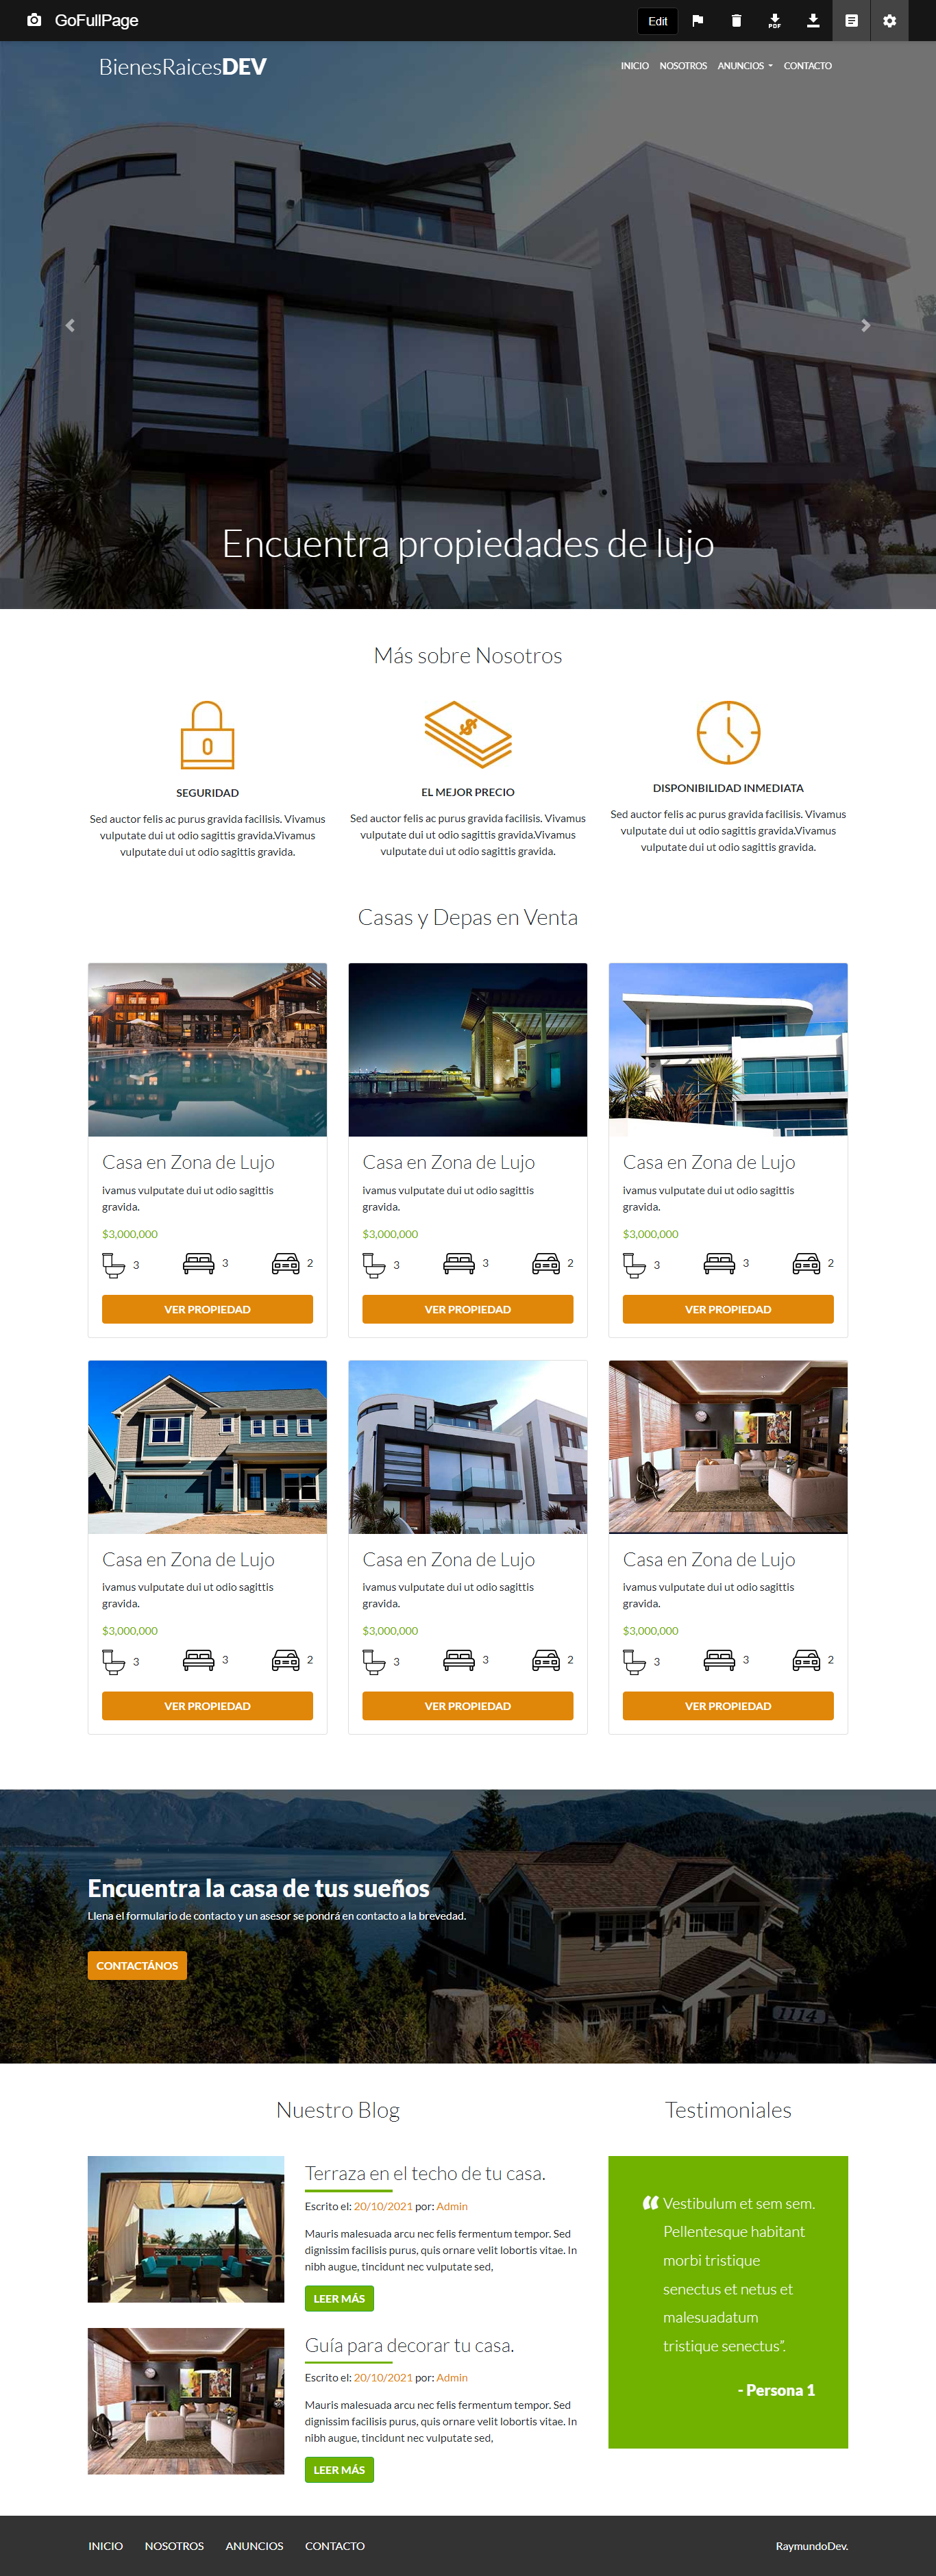 GoFullPage
Edit
PDF
BienesRaicesDEV
INICIO NOSOTROS ANUNCIOS CONTACTO
Encuentra propiedades de lujo
Más sobre Nosotros
SEGURIDAD
Sed auctor felis ac purus gravida facilisis. Vivamus
vulputate dui ut odio sagittis gravida.Vivamus
vulputate dui ut odio sagittis gravida.
EL MEJOR PRECIO
Sed auctor felis ac purus gravida facilisis. Vivamus
vulputate dui ut odio sagittis gravida.Vivamus
vulputate dui ut odio sagittis gravida.
DISPONIBILIDAD INMEDIATA
Sed auctor felis ac purus gravida facilisis. Vivamus
vulputate dui ut odio sagittis gravida.Vivamus
vulputate dui ut odio sagittis gravida.
Casas y Depas en Venta
Casa en Zona de Lujo
ivamus vulputate dui ut odio sagittis
gravida.
$3,000,000
3 3 2
VER PROPIEDAD
Casa en Zona de Lujo
ivamus vulputate dui ut odio sagittis
gravida.
$3,000,000
3 3 2
VER PROPIEDAD
Casa en Zona de Lujo
ivamus vulputate dui ut odio sagittis
gravida.
$3,000,000
3 3 2
VER PROPIEDAD
Casa en Zona de Lujo
ivamus vulputate dui ut odio sagittis
gravida.
$3,000,000
3 3 2
VER PROPIEDAD
Casa en Zona de Lujo
ivamus vulputate dui ut odio sagittis
gravida.
$3,000,000
3 3 2
VER PROPIEDAD
Casa en Zona de Lujo
ivamus vulputate dui ut odio sagittis
gravida.
$3,000,000
3 3 2
VER PROPIEDAD
Encuentra la casa de tus sueños
Llena el formulario de contacto y un asesor se pondrá en contacto a la brevedad.
CONTACTÁNOS
1114
Nuestro Blog
Terraza en el techo de tu casa.
Escrito el: 20/10/2021 por: Admin
Mauris malesuada arcu nec felis fermentum tempor. Sed
dignissim facilisis purus, quis ornare velit lobortis vitae. In
nibh augue, tincidunt nec vulputate sed,
LEER MÁS
Guía para decorar tu casa.
Escrito el: 20/10/2021 por: Admin
Mauris malesuada arcu nec felis fermentum tempor. Sed
dignissim facilisis purus, quis ornare velit lobortis vitae. In
nibh augue, tincidunt nec vulputate sed,
LEER MÁS
Testimoniales
“ Vestibulum et sem sem.
Pellentesque habitant
morbi tristique
senectus et netus et
malesuadatum
tristique senectus”.
- Persona 1
INICIO NOSOTROS ANUNCIOS CONTACTO
RaymundoDev.